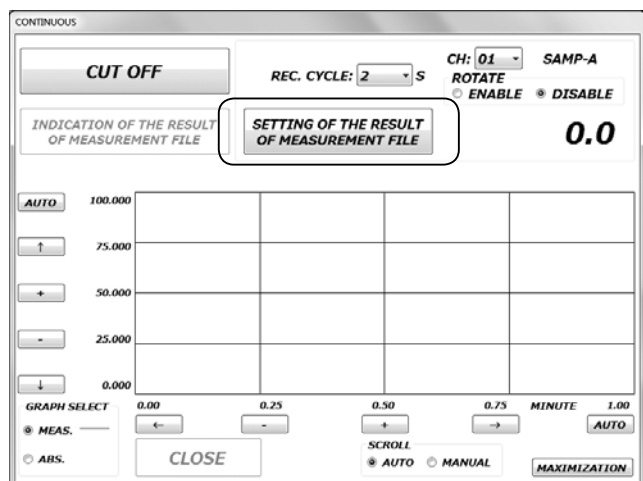 CONTINUOUS
CUT OFF
REC. CYCLE: 2 S
CH: 01 SAMP-A
ROTATE
ENABLE DISABLE
INDICATION OF THE RESULT
OF MEASUREMENT FILE
SETTING OF THE RESULT
OF MEASUREMENT FILE
0.0
AUTO 100.000
↑ 75.000
+ 50.000
- 25.000
↓ 0.000
GRAPH SELECT 0.00 0.25 0.50 0.75 MINUTE 1.00
MEAS. ← - + → AUTO
SCROLL
ABS. CLOSE AUTO MANUAL MAXIMIZATION